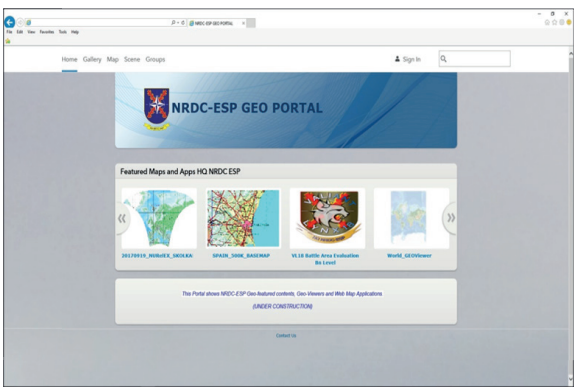 NRDC-ESP GEO PORTAL
File Edit View Favorites Tools Help
Home Gallery Map Scene Groups
Sign In
NRDC-ESP GEO PORTAL
Featured Maps and Apps HQ NRDC ESP
SPAIN_500K_BASEMAP
VL18 Battle Area Evaluation
Bn Level
World_GEOViewer
This Portal shows NRDC-ESP Geo-featured contents, Geo-Viewers and Web Map Applications.
(UNDER CONSTRUCTION)
Contact Us